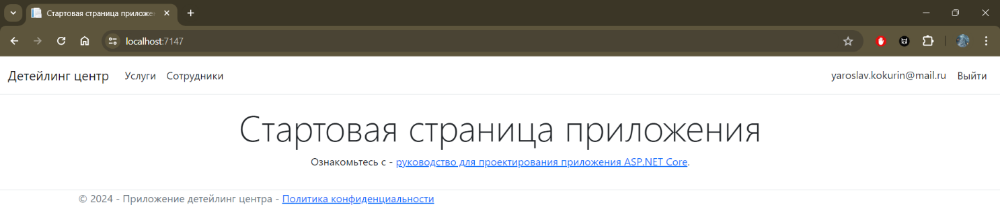 Стартовая страница приложе
localhost:7147
Детейлинг центр Услуги Сотрудники yaroslav.kokurin@mail.ru Выйти
Стартовая страница приложения
Ознакомьтесь с - руководство для проектирования приложения ASP.NET Core.
© 2024 - Приложение детейлинг центра - Политика конфиденциальности